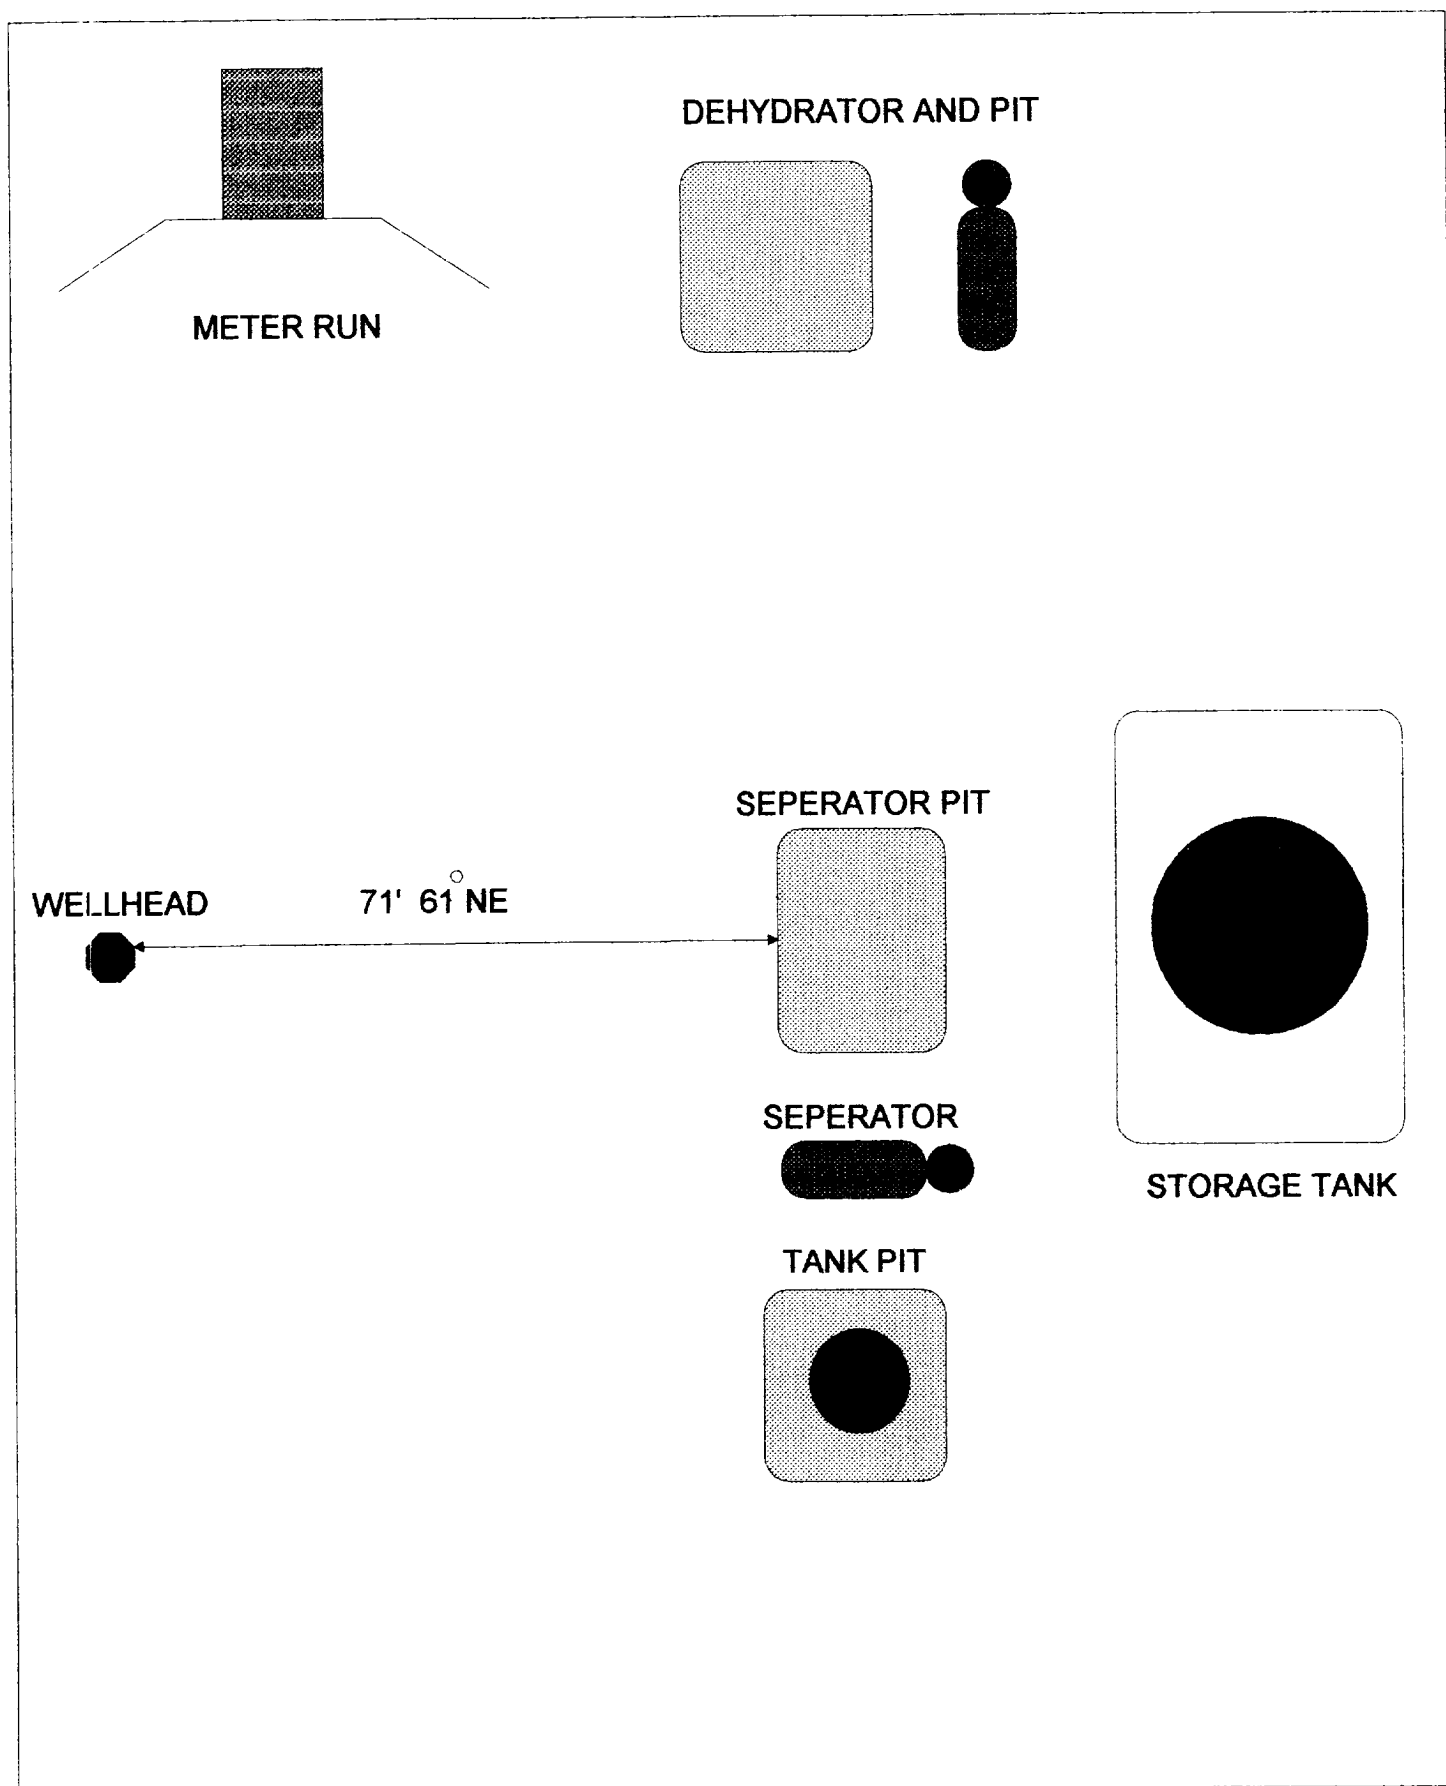 DEHYDRATOR AND PIT
METER RUN
SEPERATOR PIT
WELLHEAD
71' 61° NE
SEPERATOR
STORAGE TANK
TANK PIT